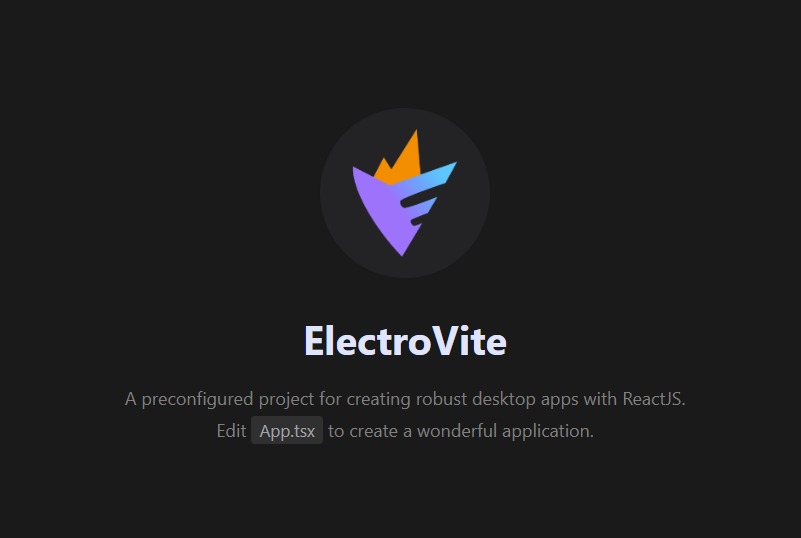 ElectroVite
A preconfigured project for creating robust desktop apps with ReactJS.
Edit App.tsx to create a wonderful application.